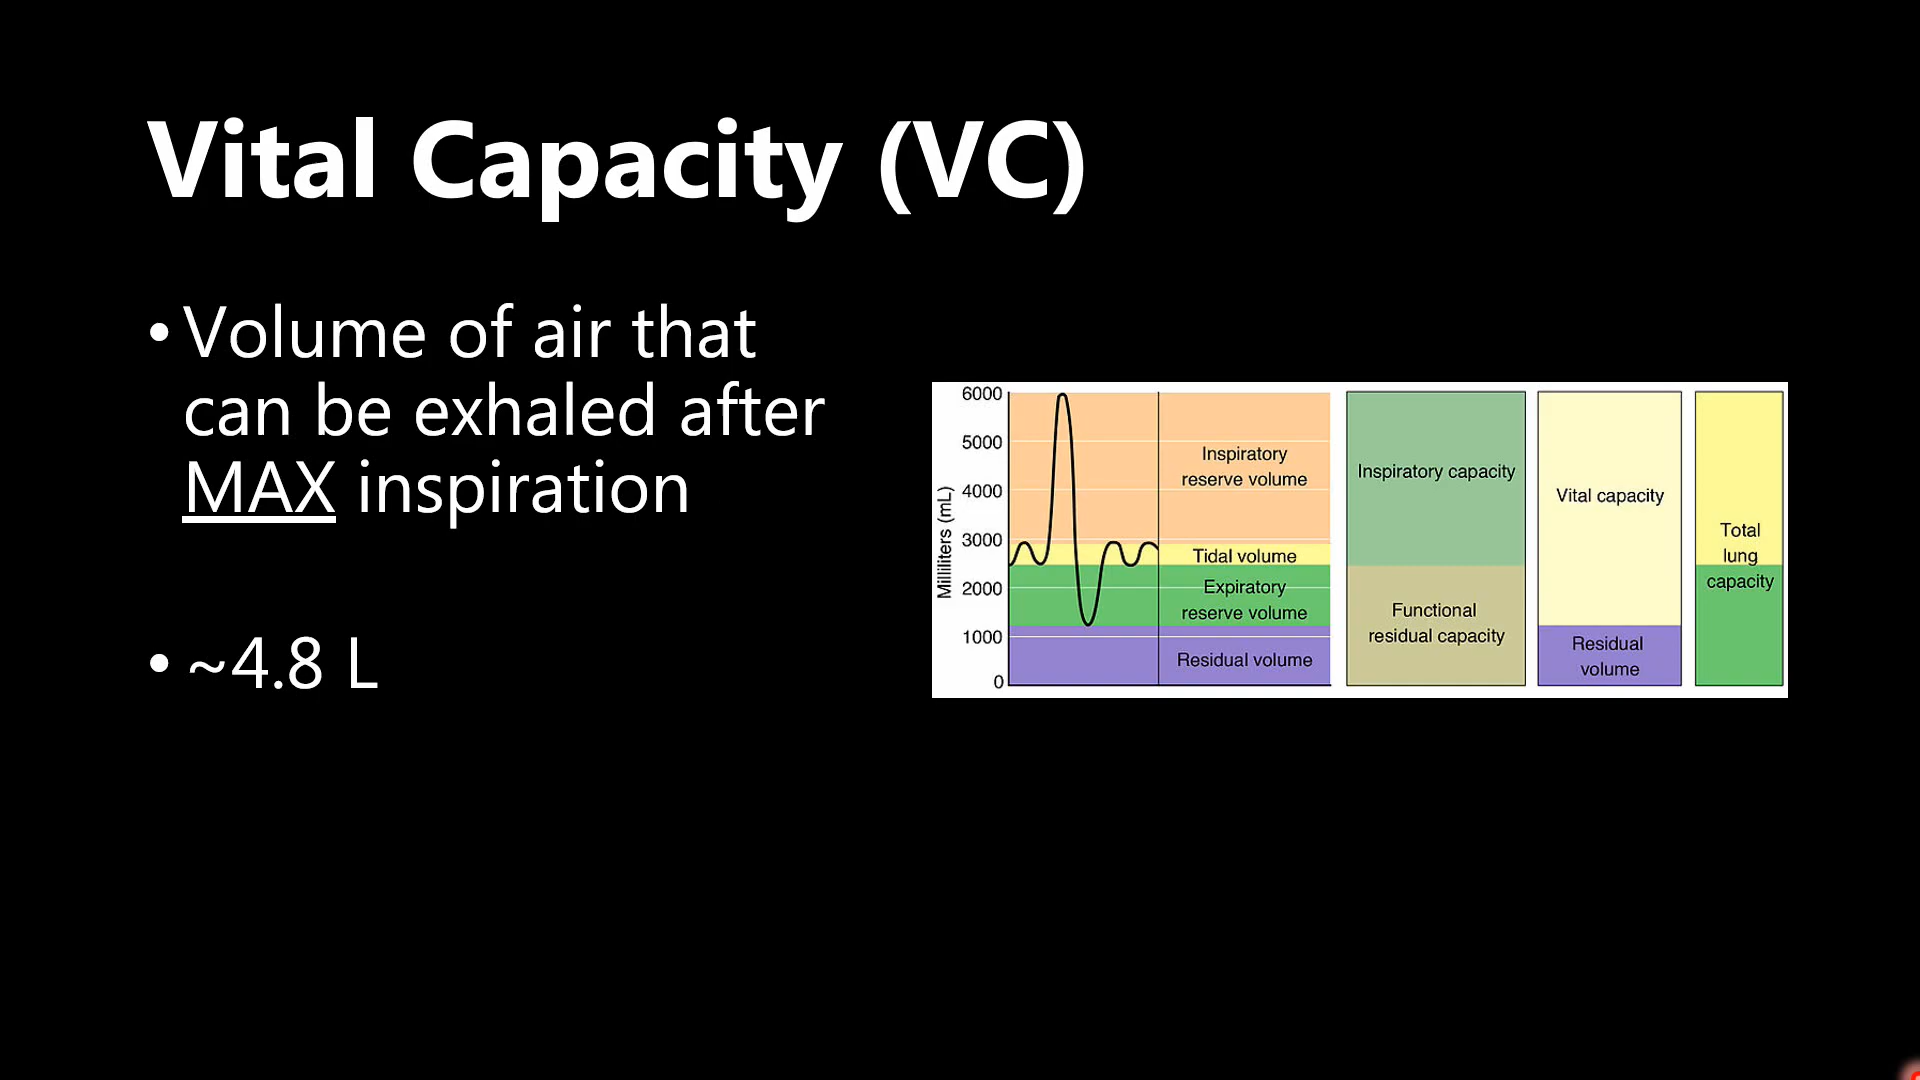 Vital Capacity (VC)
• Volume of air that
can be exhaled after
MAX inspiration
• ~4.8 L
Milliliters (mL)
6000
5000
4000
3000
2000
1000
0
Inspiratory
reserve volume
Tidal volume
Expiratory
reserve volume
Residual volume
Inspiratory capacity
Functional
residual capacity
Vital capacity
Residual
volume
Total
lung
capacity